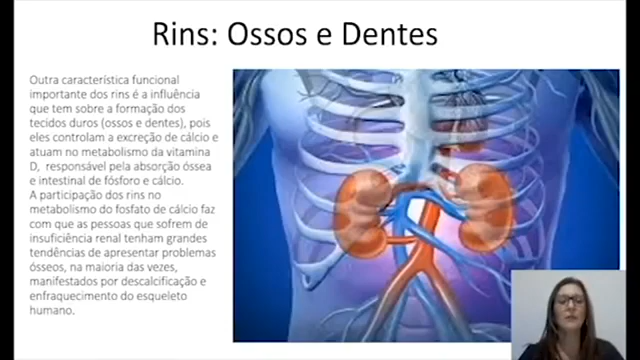 Rins: Ossos e Dentes
Outra característica funcional
importante dos rins é a influência
que tem sobre a formação dos
tecidos duros (ossos e dentes), pois
eles controlam a excreção de cálcio e
atuam no metabolismo da vitamina
D,  responsável pela absorção óssea
e intestinal de fósforo e cálcio.
A participação dos rins no
metabolismo do fosfato de cálcio faz
com que as pessoas que sofrem de
insuficiência renal tenham grandes
tendências de apresentar problemas
ósseos, na maioria das vezes,
manifestados por descalcificação e
enfraquecimento do esqueleto
humano.